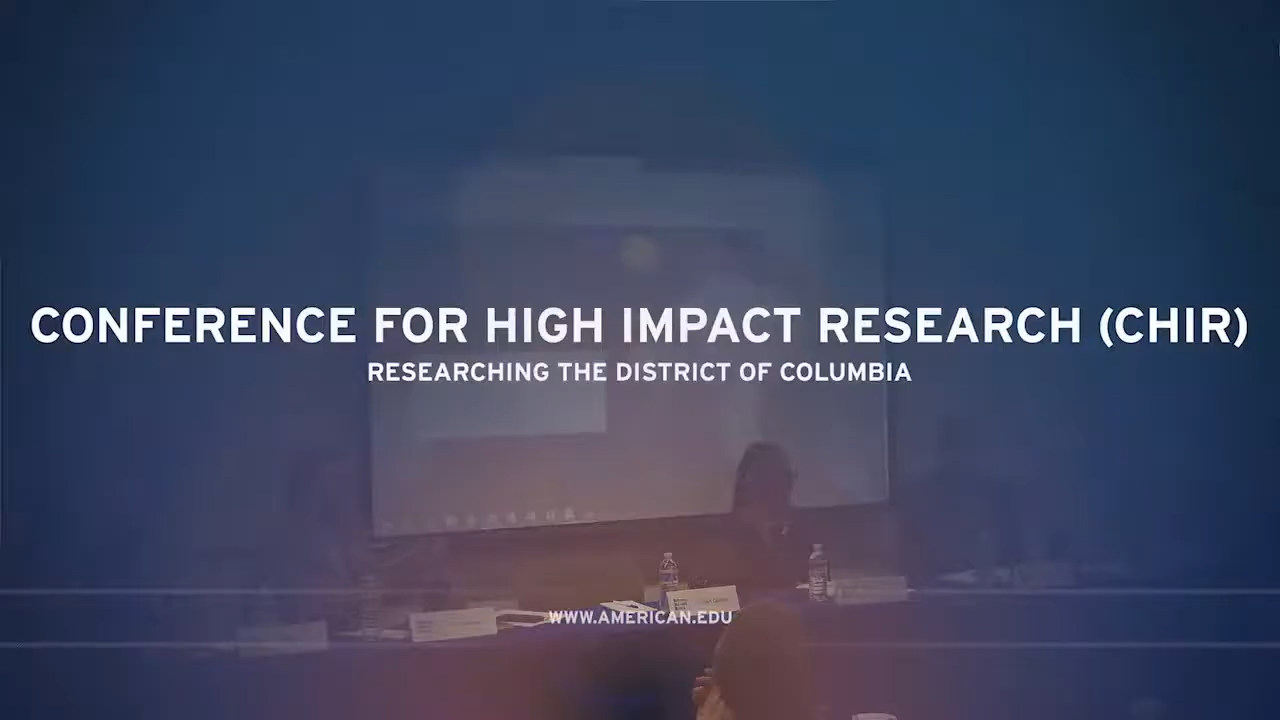 CONFERENCE FOR HIGH IMPACT RESEARCH (CHIR)
RESEARCHING THE DISTRICT OF COLUMBIA
WWW.AMERICAN.EDU